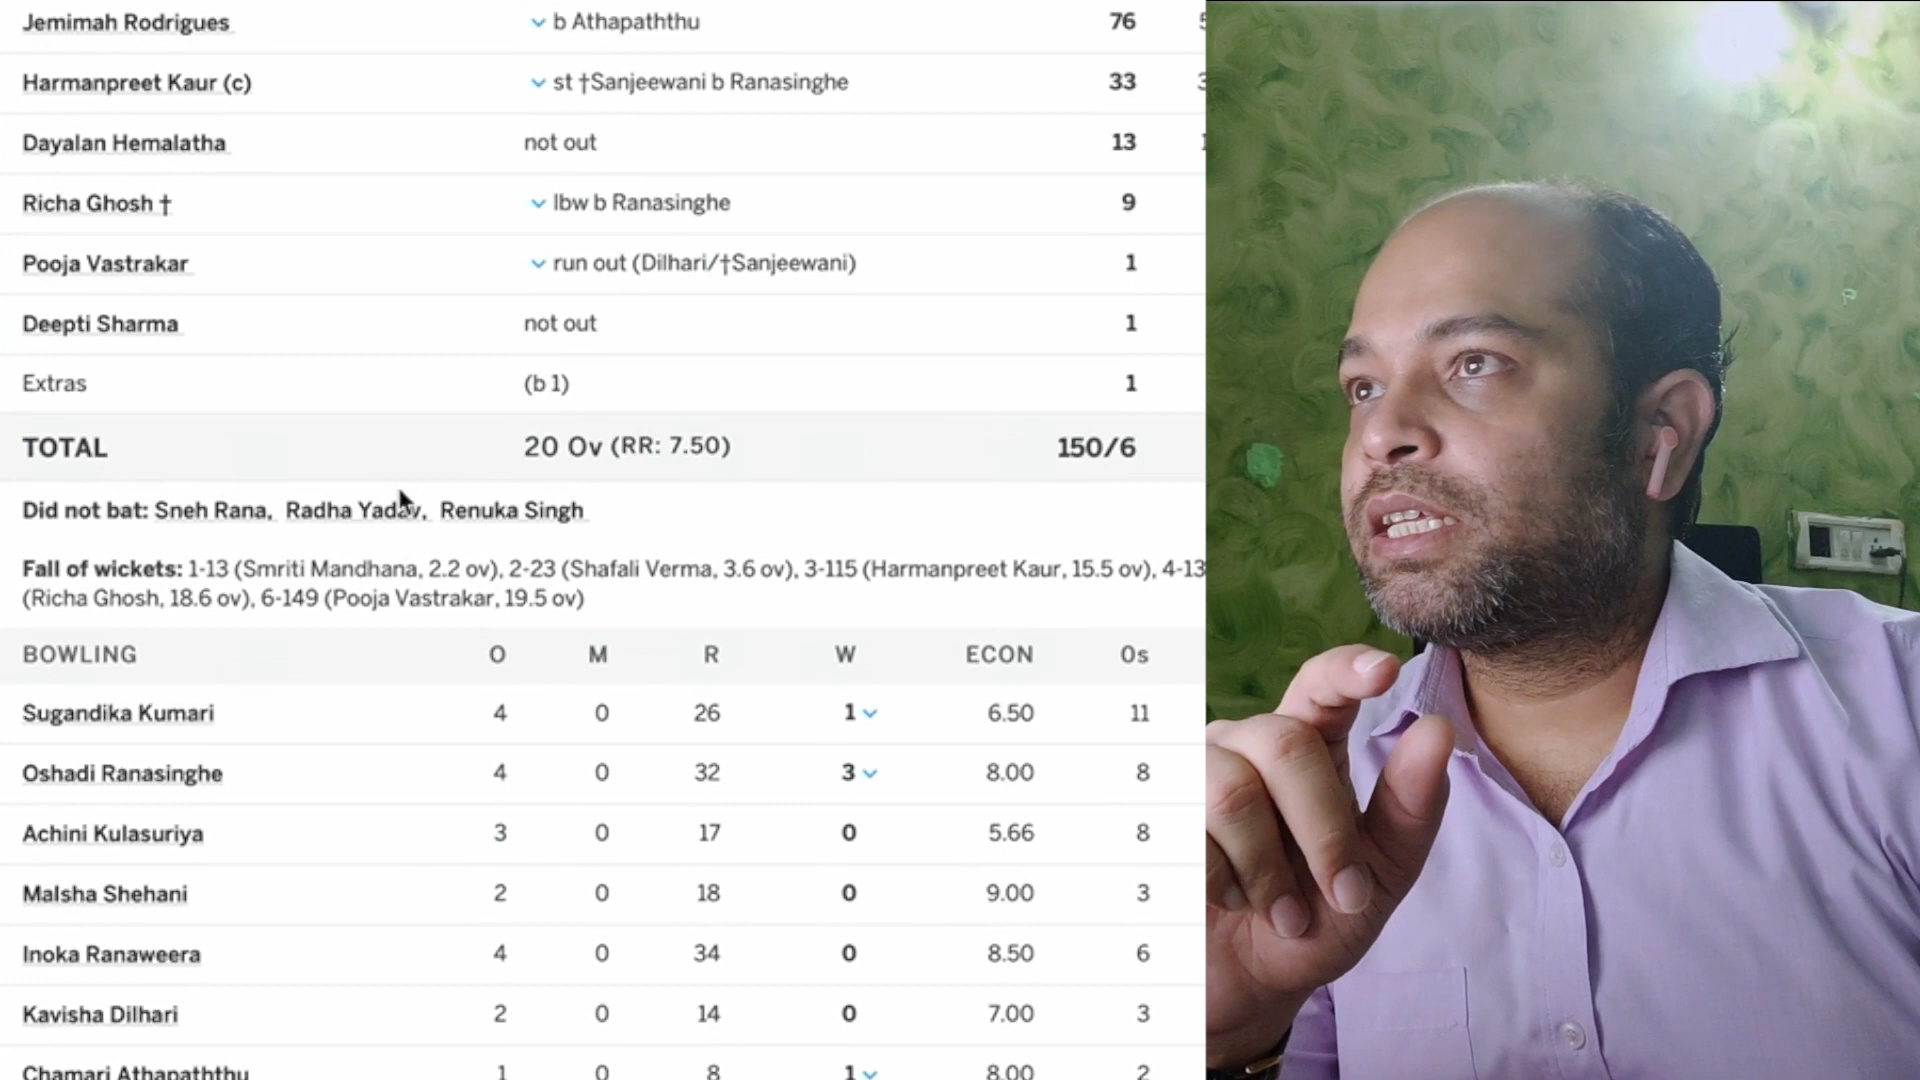 Jemimah Rodrigues b Athapaththu 76
Harmanpreet Kaur (c) st †Sanjeewani b Ranasinghe 33
Dayalan Hemalatha not out 13
Richa Ghosh † lbw b Ranasinghe 9
Pooja Vastrakar run out (Dilhari/†Sanjeewani) 1
Deepti Sharma not out 1
Extras (b 1) 1
TOTAL 20 Ov (RR: 7.50) 150/6
Did not bat: Sneh Rana, Radha Yadav, Renuka Singh
Fall of wickets: 1-13 (Smriti Mandhana, 2.2 ov), 2-23 (Shafali Verma, 3.6 ov), 3-115 (Harmanpreet Kaur, 15.5 ov), 4-13
(Richa Ghosh, 18.6 ov), 6-149 (Pooja Vastrakar, 19.5 ov)
BOWLING O M R W ECON 0s
Sugandika Kumari 4 0 26 1 6.50 11
Oshadi Ranasinghe 4 0 32 3 8.00 8
Achini Kulasuriya 3 0 17 0 5.66 8
Malsha Shehani 2 0 18 0 9.00 3
Inoka Ranaweera 4 0 34 0 8.50 6
Kavisha Dilhari 2 0 14 0 7.00 3
Chamari Athapaththu 1 0 8 1 8.00 2